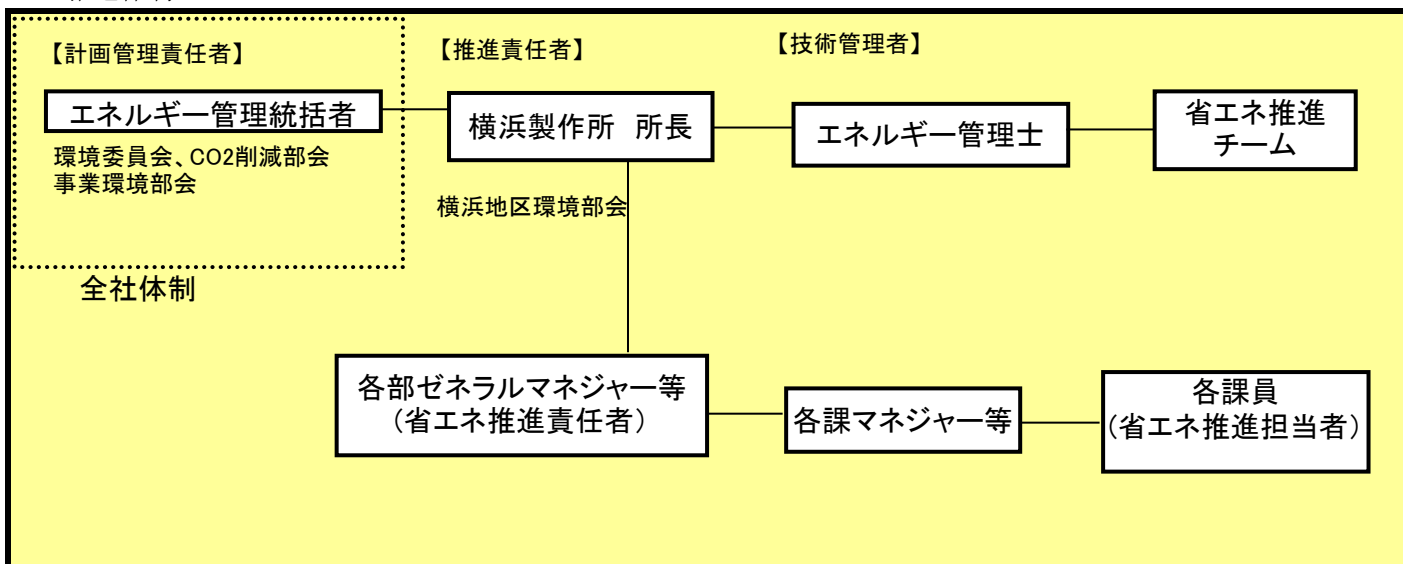 【計画管理責任者】
【推進責任者】
【技術管理者】
エネルギー管理統括者
横浜製作所 所長
エネルギー管理士
省エネ推進
チーム
環境委員会、CO2削減部会
事業環境部会
横浜地区環境部会
全社体制
各部ゼネラルマネジャー等
(省エネ推進責任者)
各課マネジャー等
各課員
(省エネ推進担当者)